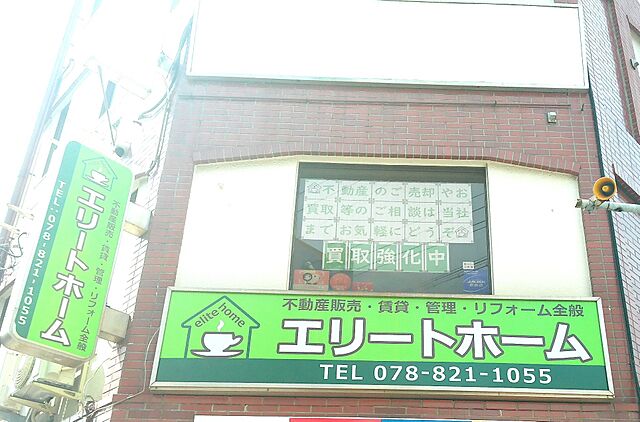 不動産のご売却やお
買取等のご相談は当社
までお気軽にどうぞ
買取強化中
不動産販売・賃貸・管理・リフォーム全般
elite home
エリートホーム
TEL 078-821-1055
エリートホーム
不動産販売・賃貸・管理・リフォーム全般
TEL:078-821-1055